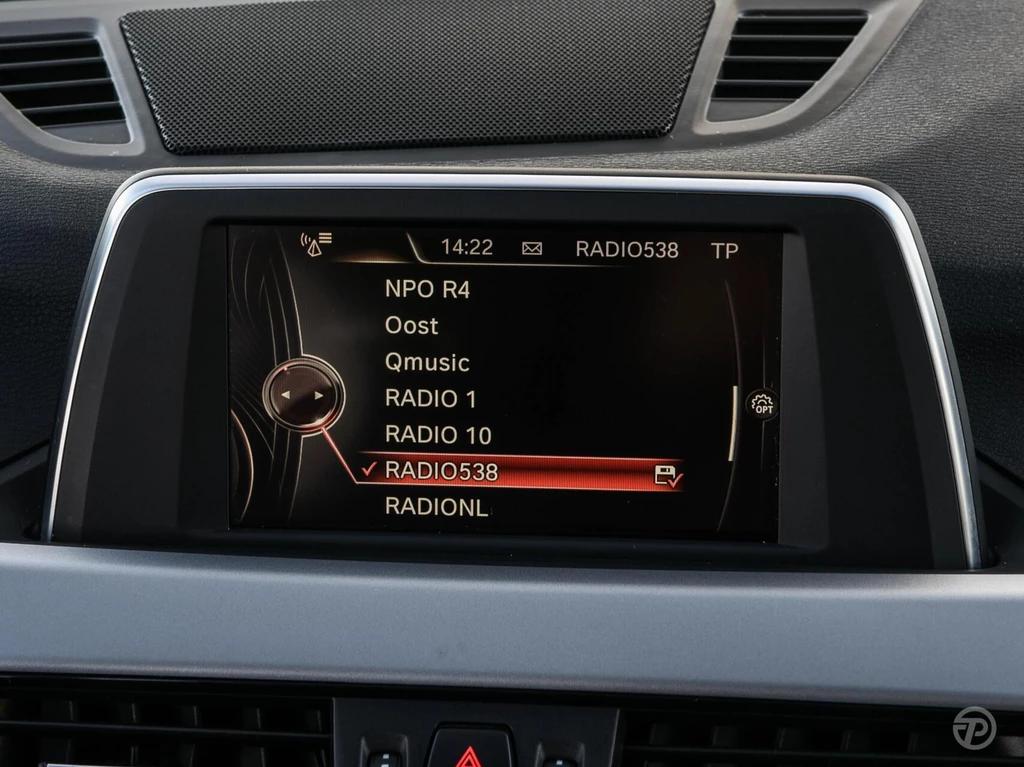 14:22 RADIO538 TP
NPO R4
Oost
Qmusic
RADIO 1
OPT
RADIO 10
RADIO538
RADIONL